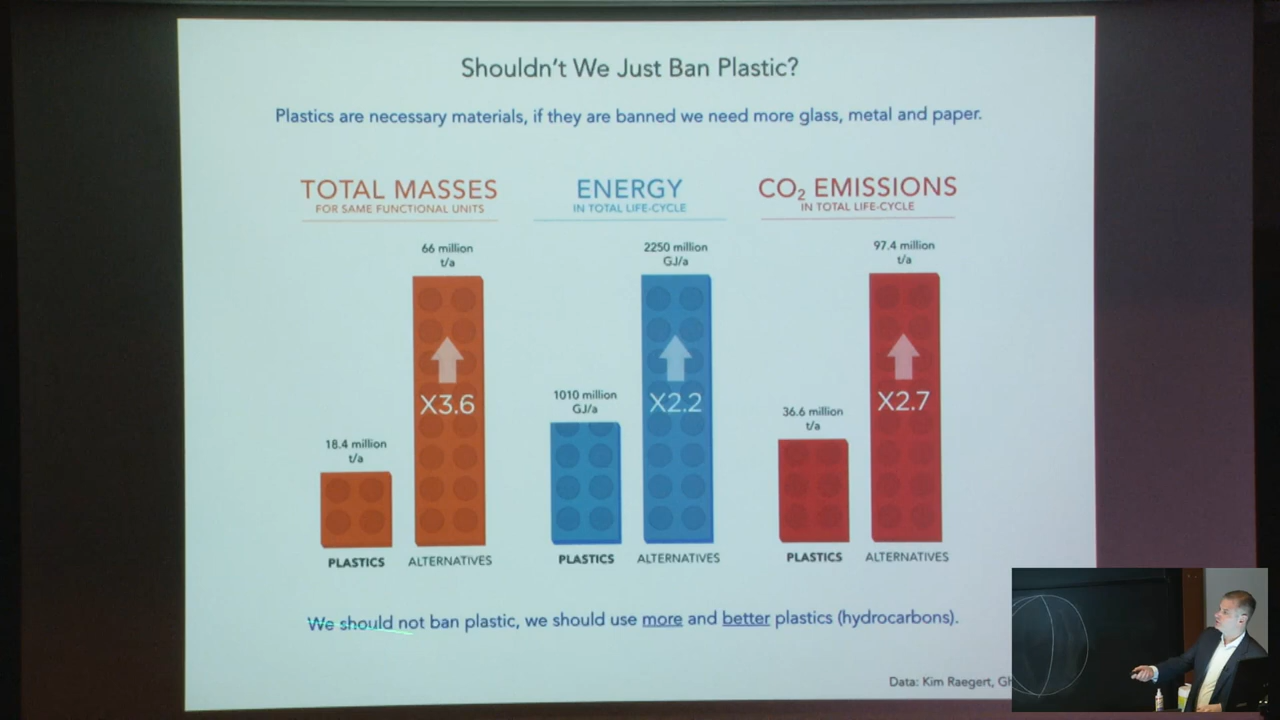 Shouldn't We Just Ban Plastic?
Plastics are necessary materials, if they are banned we need more glass, metal and paper.
TOTAL MASSES
FOR SAME FUNCTIONAL UNITS
66 million
t/a
X3.6
18.4 million
t/a
PLASTICS
ALTERNATIVES
ENERGY
IN TOTAL LIFE-CYCLE
2250 million
GJ/a
1010 million
GJ/a
X2.2
PLASTICS
ALTERNATIVES
CO₂ EMISSIONS
IN TOTAL LIFE-CYCLE
97.4 million
t/a
36.6 million
t/a
X2.7
PLASTICS
ALTERNATIVES
We should not ban plastic, we should use more and better plastics (hydrocarbons).
Data: Kim Raegert,